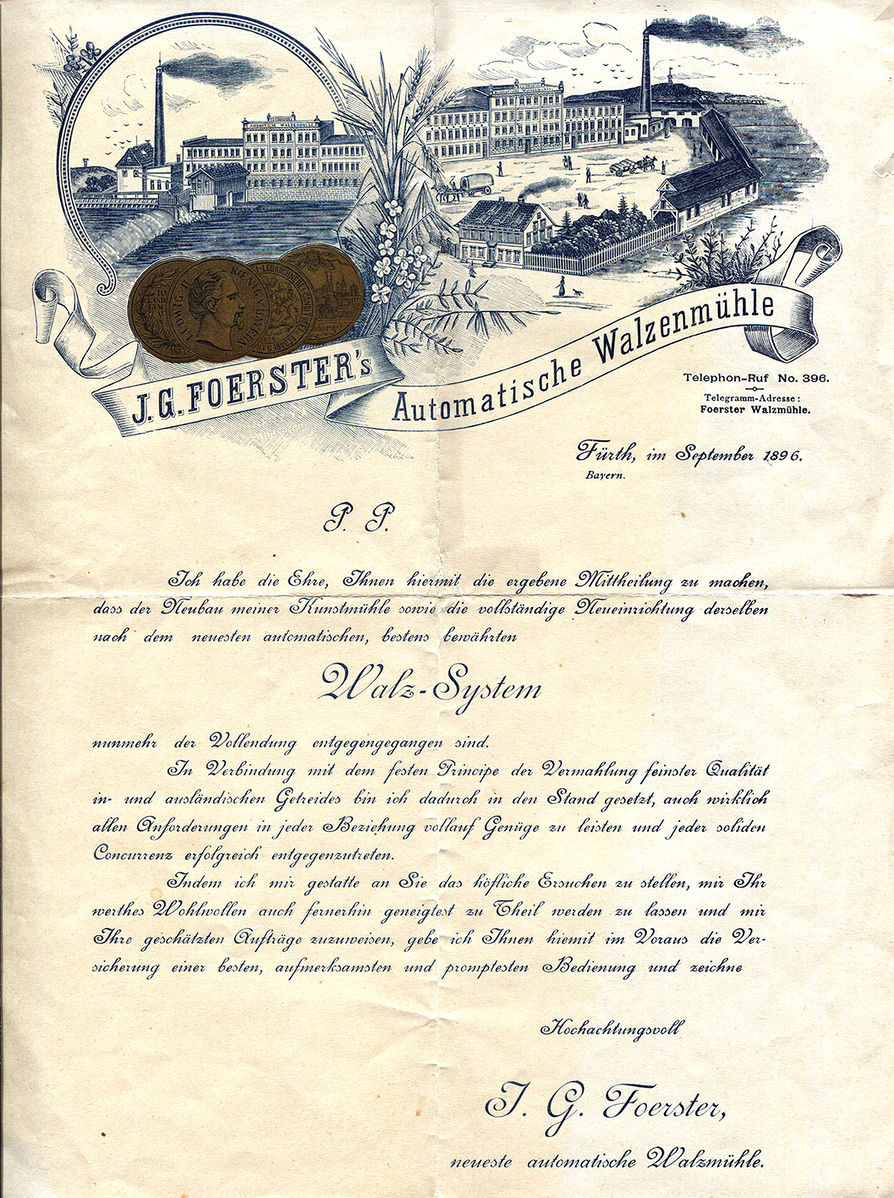 LUDWIG II KOENIG V. BAYERN
1882
J. G. FOERSTER's
Automatische Walzenmühle
Telephon-Ruf No. 396.
Telegramm-Adresse:
Foerster Walzmühle.
Fürth, im September 1896.
Bayern.
P. P.
Ich habe die Ehre, Ihnen hiermit die ergebene Mittheilung zu machen,
dass der Neubau meiner Kunstmühle sowie die vollständige Neueinrichtung derselben
nach dem neuesten automatischen, bestens bewährten
Walz-System
nunmehr der Vollendung entgegengegangen sind.
In Verbindung mit dem festen Principe der Vermahlung feinster Qualität
in- und ausländischen Getreides bin ich dadurch in den Stand gesetzt, auch wirklich
allen Anforderungen in jeder Beziehung vollauf Genüge zu leisten und jeder soliden
Concurrenz erfolgreich entgegenzutreten.
Indem ich mir gestatte an Sie das höfliche Ersuchen zu stellen, mir Ihr
werthes Wohlwollen auch fernerhin geneigtest zu Theil werden zu lassen und mir
Ihre geschätzten Aufträge zuzuweisen, gebe ich Ihnen hiemit im Voraus die Ver-
sicherung einer besten, aufmerksamsten und promptesten Bedienung und zeichne
Hochachtungsvoll
J. G. Foerster,
neueste automatische Walzmühle.